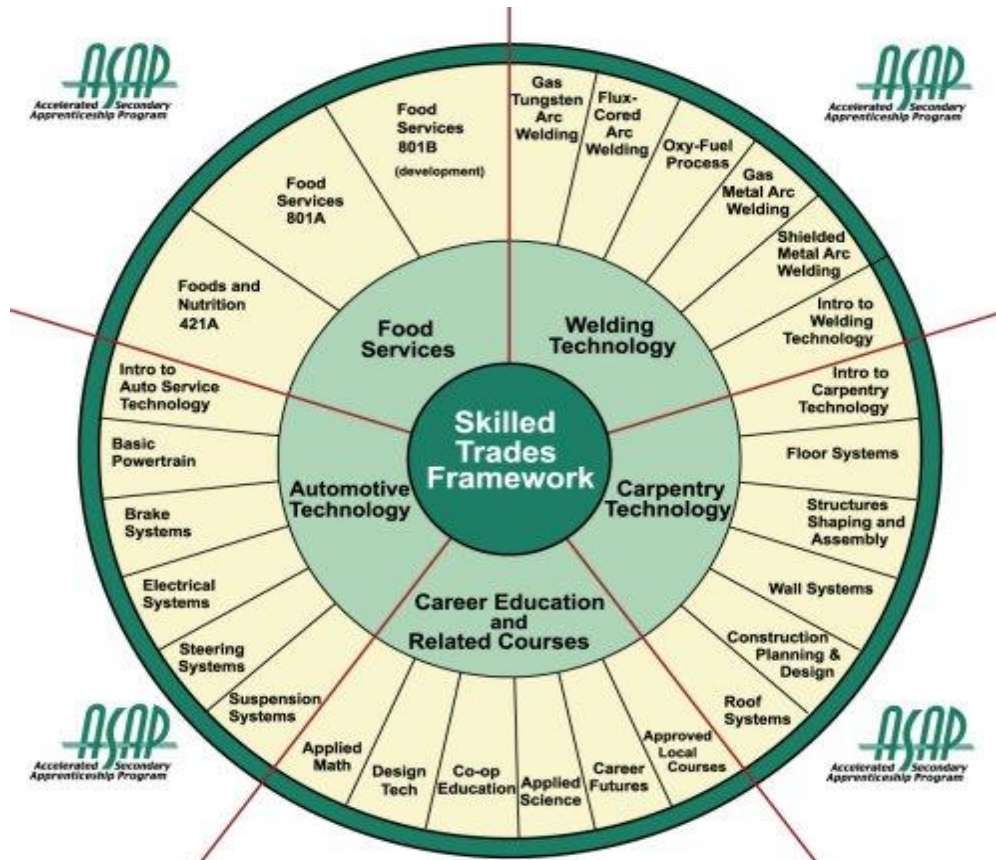 ASAP
Accelerated Secondary
Apprenticeship Program
ASAP
Accelerated Secondary
Apprenticeship Program
Gas
Tungsten
Arc
Welding
Flux-
Cored
Arc
Welding
Oxy-Fuel
Process
Gas
Metal Arc
Welding
Shielded
Metal Arc
Welding
Intro to
Welding
Technology
Intro to
Carpentry
Technology
Floor Systems
Structures
Shaping and
Assembly
Wall Systems
Construction
Planning &
Design
Roof
Systems
Approved
Local
Courses
Career
Futures
Applied
Science
Co-op
Education
Design
Tech
Applied
Math
Suspension
Systems
Steering
Systems
Electrical
Systems
Brake
Systems
Basic
Powertrain
Intro to
Auto Service
Technology
Foods and
Nutrition
421A
Food
Services
801A
Food
Services
801B
(development)
Food
Services
Welding
Technology
Carpentry
Technology
Career Education
and
Related Courses
Automotive
Technology
Skilled
Trades
Framework
ASAP
Accelerated Secondary
Apprenticeship Program
ASAP
Accelerated Secondary
Apprenticeship Program